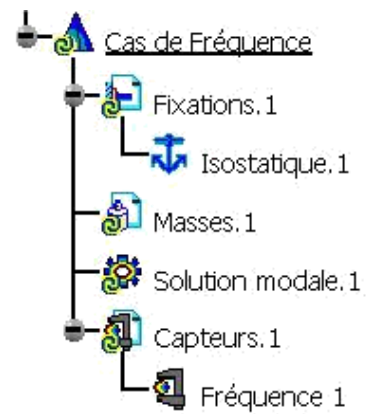 Cas de Fréquence
Fixations.1
Isostatique.1
Masses.1
Solution modale.1
Capteurs.1
Fréquence 1